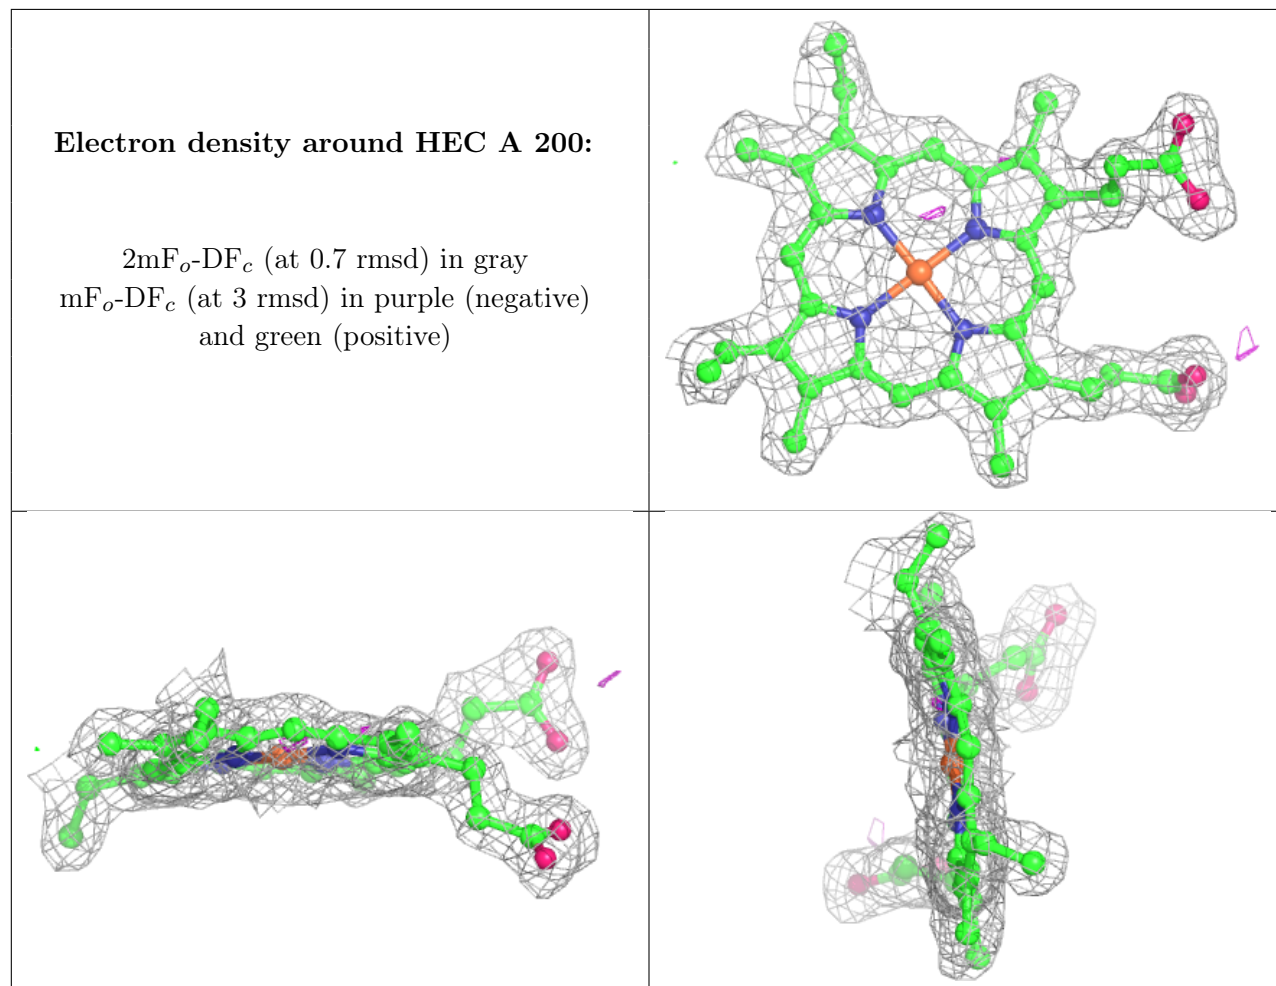 Electron density around HEC A 200:
2mFo-DFc (at 0.7 rmsd) in gray
mFo-DFc (at 3 rmsd) in purple (negative)
and green (positive)